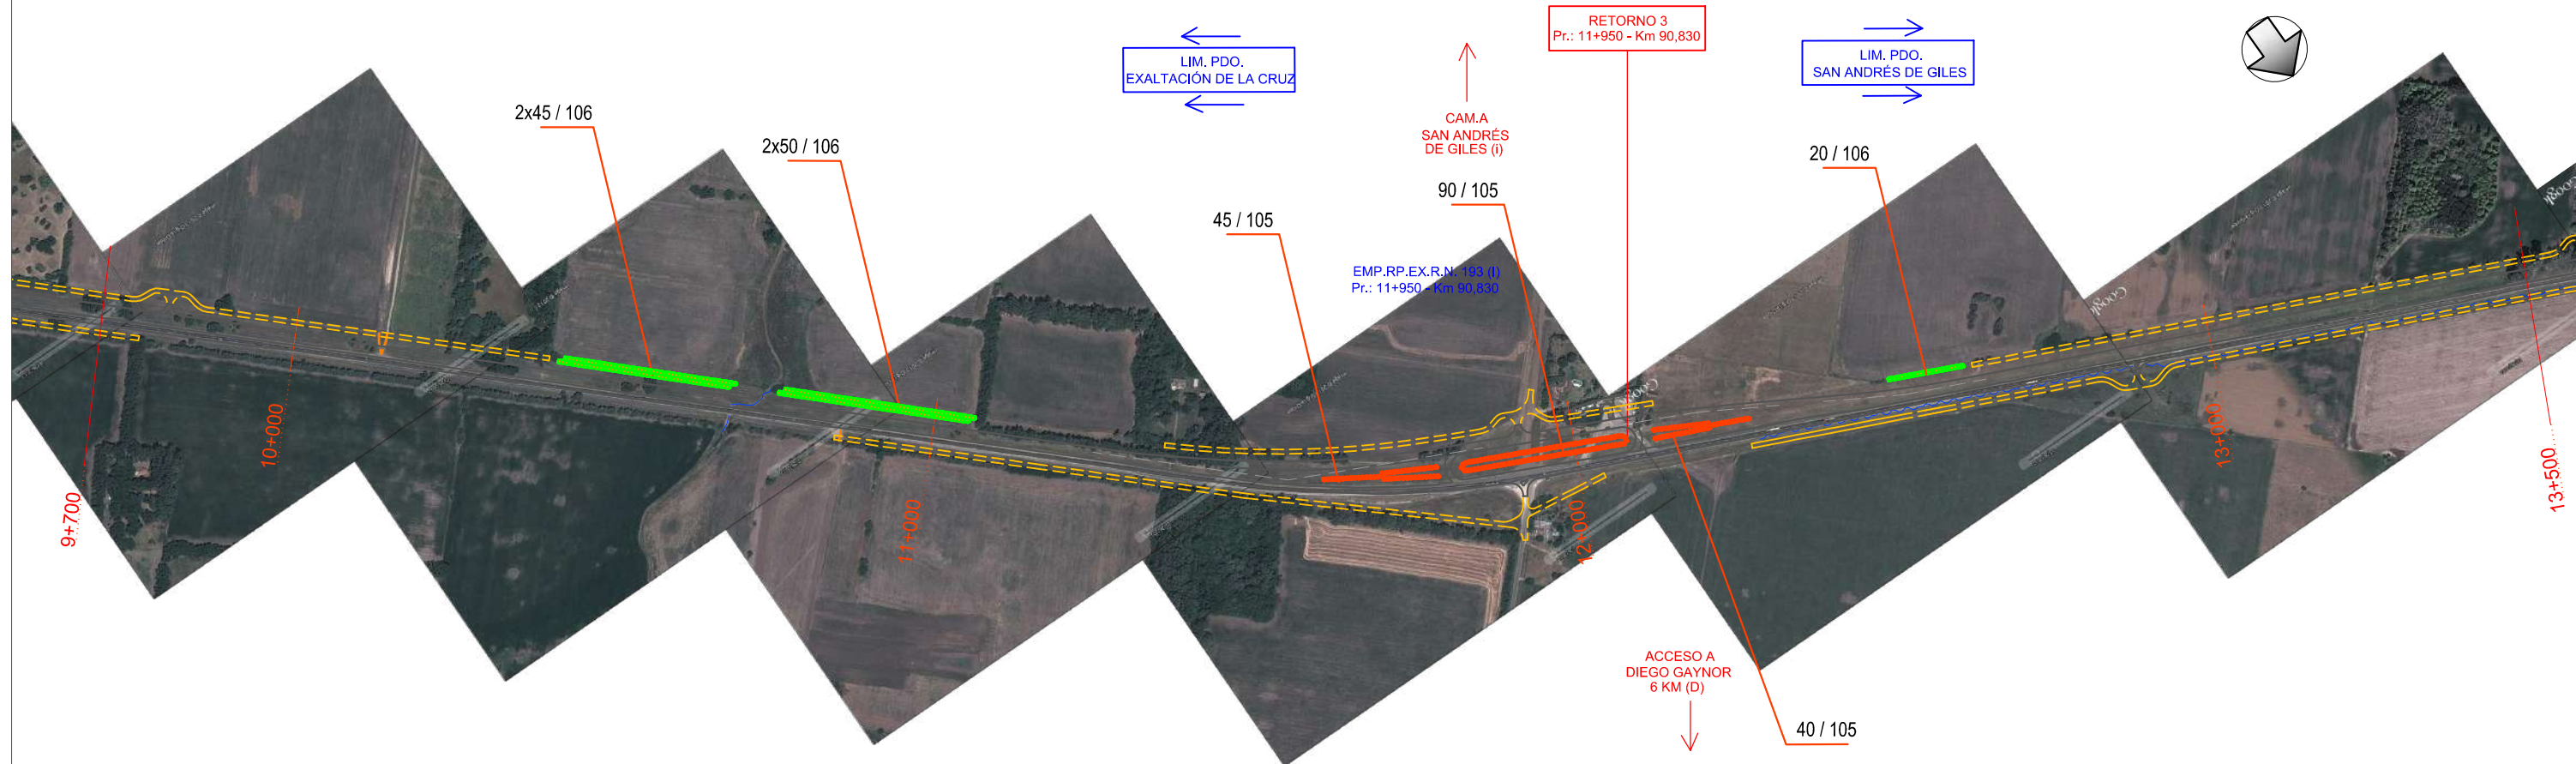 RETORNO 3
Pr.: 11+950 - Km 90,830
LIM. PDO.
EXALTACIÓN DE LA CRUZ
LIM. PDO.
SAN ANDRÉS DE GILES
2x45 / 106
2x50 / 106
CAM.A
SAN ANDRÉS
DE GILES (i)
20 / 106
90 / 105
45 / 105
EMP.RP.EX.R.N. 193 (I)
Pr.: 11+950 - Km 90,830
Google
Google
Google
9+700
10+000
11+000
12+000
13+000
13+500
ACCESO A
DIEGO GAYNOR
6 KM (D)
40 / 105